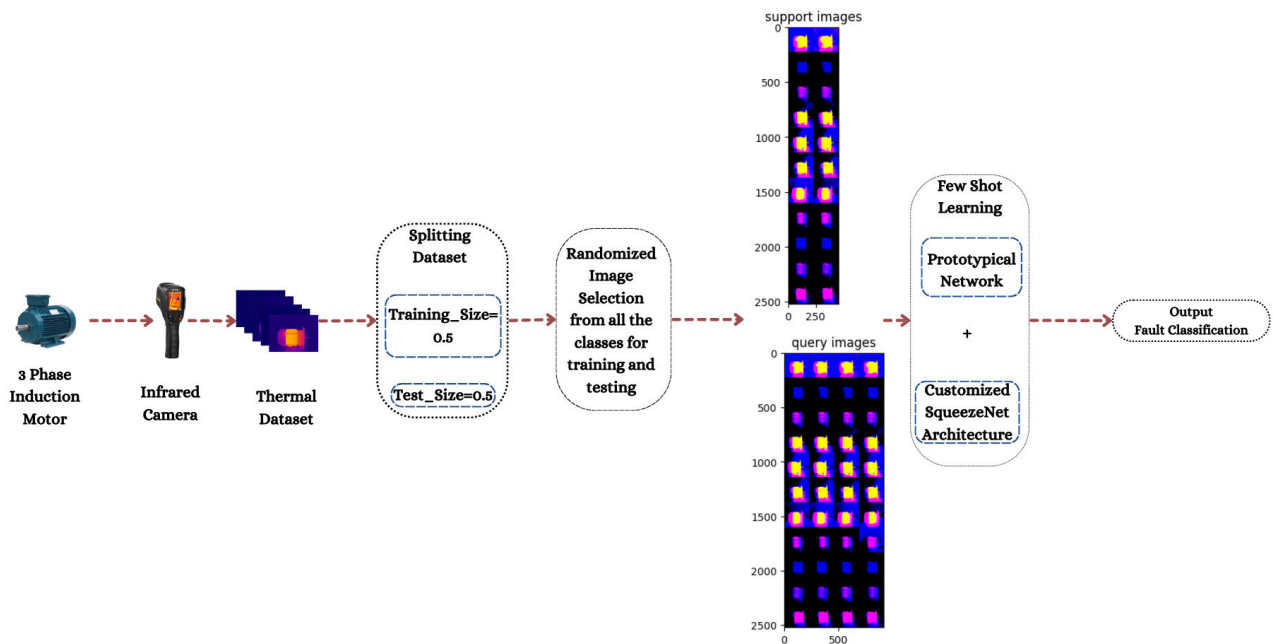 3 Phase
Induction
Motor
Infrared
Camera
Thermal
Dataset
Splitting
Dataset
Training_Size=
0.5
Test_Size=0.5
Randomized
Image
Selection
from all the
classes for
training and
testing
support images
0
500
1000
1500
2000
2500
0 250
query images
0
500
1000
1500
2000
2500
0 500
Few Shot
Learning
Prototypical
Network
+
Customized
SqueezeNet
Architecture
Output
Fault Classification